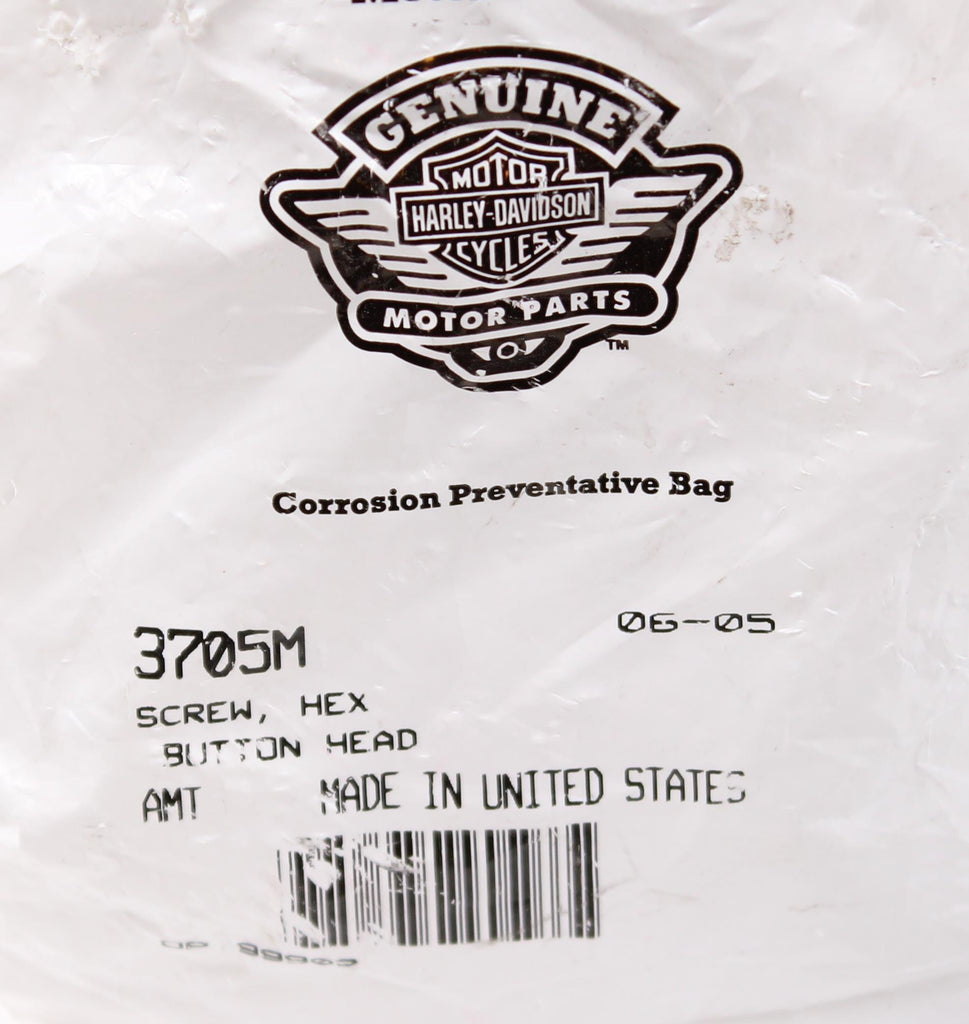 GENUINE
MOTOR
HARLEY-DAVIDSON
CYCLES
MOTOR PARTS
TM
Corrosion Preventative Bag
06-05
3705M
SCREW, HEX
BUTTON HEAD
AMT MADE IN UNITED STATES